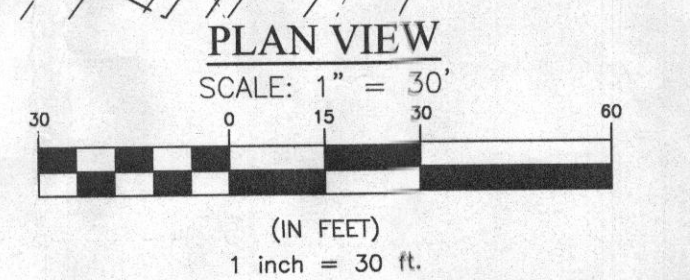 PLAN VIEW
SCALE: 1" = 30'
30 0 15 30 60
(IN FEET)
1 inch = 30 ft.